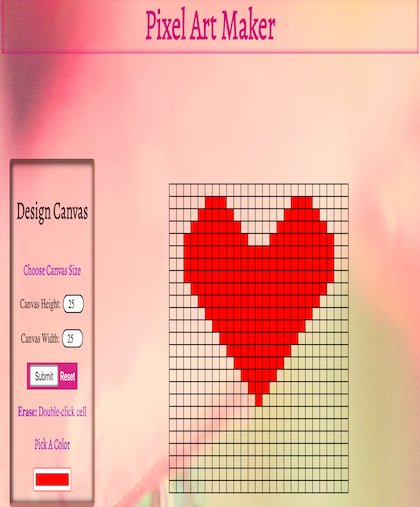 Pixel Art Maker
Design Canvas
Choose Canvas Size
Canvas Height: 25
Canvas Width: 25
Submit Reset
Erase: Double-click cell
Pick A Color